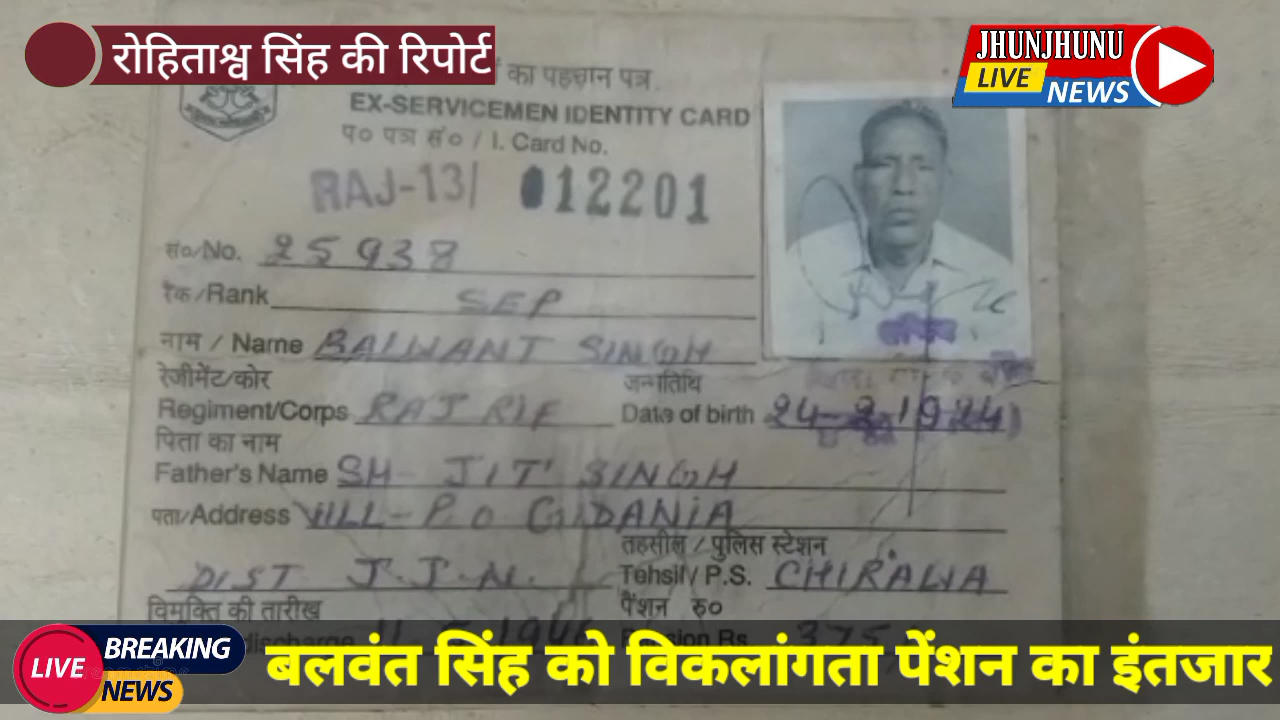 रोहिताश्व सिंह की रिपोर्ट
JHUNJHUNU
LIVE
NEWS
का पहचान पत्र
EX-SERVICEMEN IDENTITY CARD
प० पत्र सं० / I. Card No.
RAJ-13/ 012201
सं०/No. 25938
रैंक/Rank SEP
नाम / Name BALWANT SINGH
रेजीमेंट/कोर
जन्मतिथि
Regiment/Corps RAJ RIF Date of birth
पिता का नाम
Father's Name SH- JIT SINGH
पता/Address VILL-P.O GIDANIA
तहसील / पुलिस स्टेशन
DIST J.J.N. Tehsil/ P.S. CHIRAWA
विमुक्ति की तारीख
पैंशन रु०
LIVE
BREAKING
NEWS
बलवंत सिंह को विकलांगता पेंशन का इंतजार